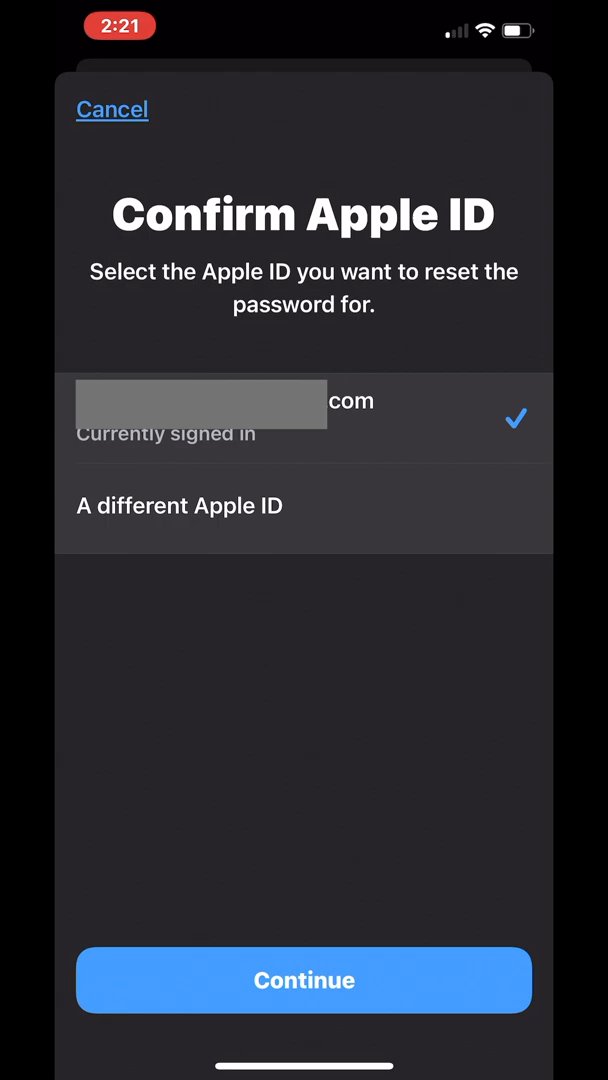 2:21
Cancel
Confirm Apple ID
Select the Apple ID you want to reset the
password for.
.com
Currently signed in
A different Apple ID
Continue